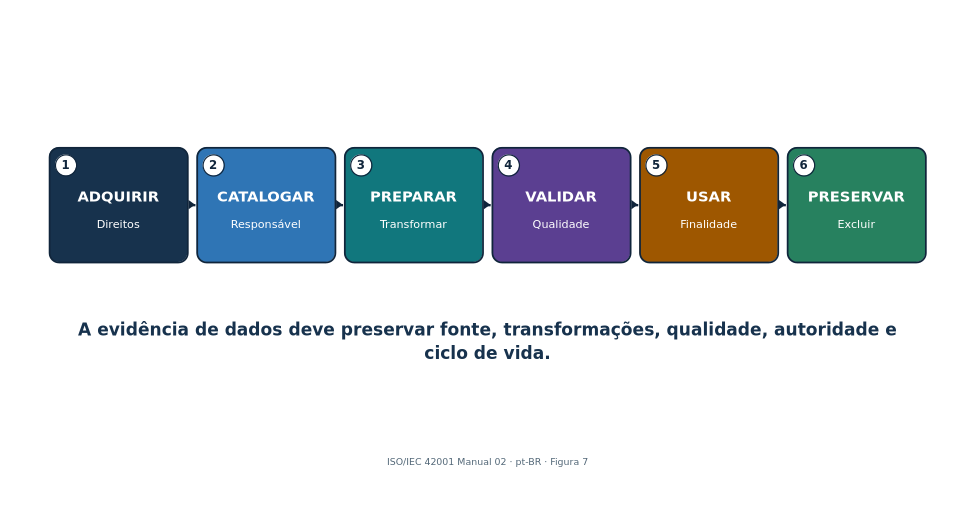 1
ADQUIRIR
Direitos
2
CATALOGAR
Responsável
3
PREPARAR
Transformar
4
VALIDAR
Qualidade
5
USAR
Finalidade
6
PRESERVAR
Excluir
A evidência de dados deve preservar fonte, transformações, qualidade, autoridade e
ciclo de vida.
ISO/IEC 42001 Manual 02 · pt-BR · Figura 7